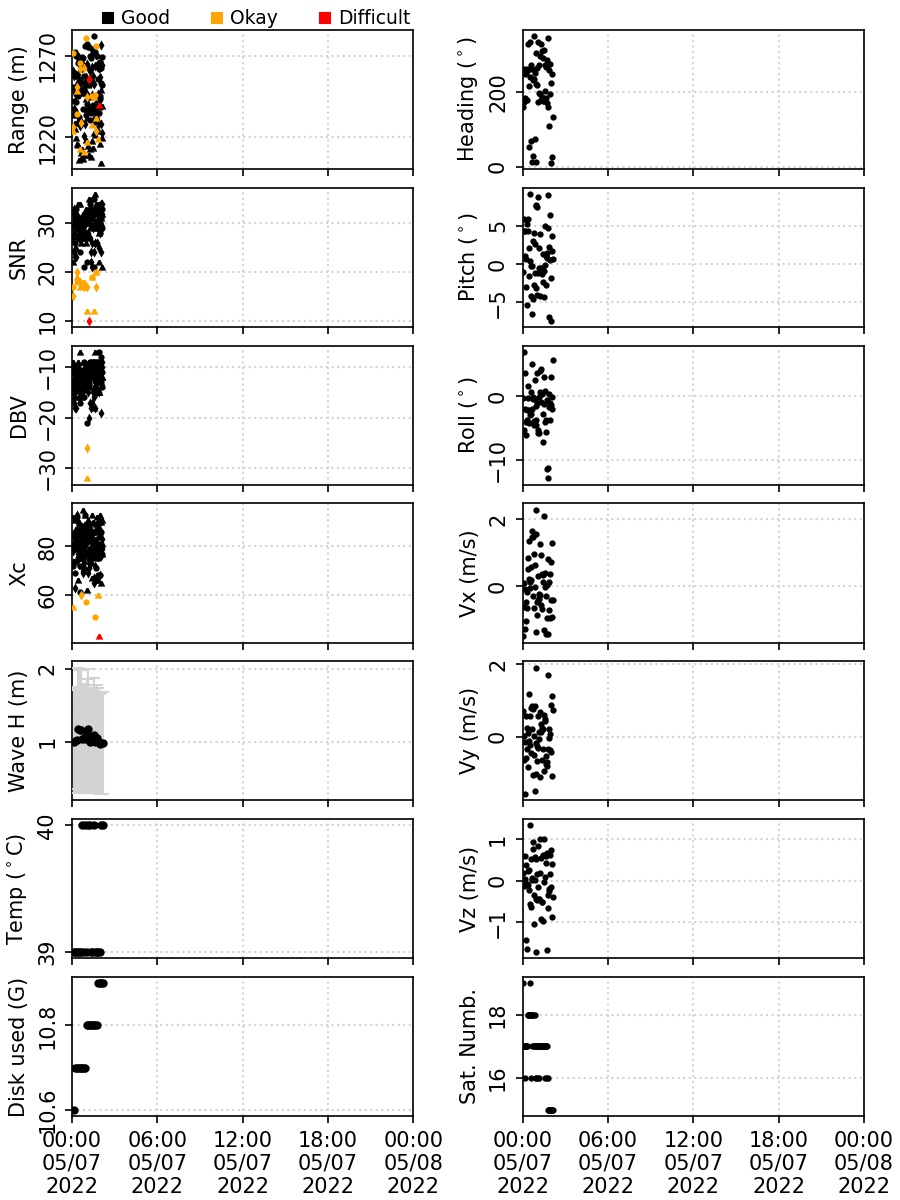 Good Okay Difficult
Range (m)
1270
1220
Heading (°)
200
0
SNR
30
20
10
Pitch (°)
5
0
−5
DBV
−10
−20
−30
Roll (°)
0
−10
Xc
80
60
Vx (m/s)
2
0
Wave H (m)
2
1
Vy (m/s)
2
0
Temp (°C)
40
39
Vz (m/s)
1
0
−1
Disk used (G)
10.8
10.6
Sat. Numb.
18
16
00:00 06:00 12:00 18:00 00:00
05/07 05/07 05/07 05/07 05/08
2022 2022 2022 2022 2022
00:00 06:00 12:00 18:00 00:00
05/07 05/07 05/07 05/07 05/08
2022 2022 2022 2022 2022